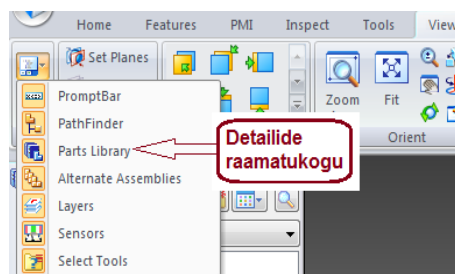 Home Features PMI Inspect Tools View
Set Planes
Zoom Fit
Orient
PromptBar
PathFinder
Parts Library
Detailide
raamatukogu
Alternate Assemblies
Layers
Sensors
Select Tools